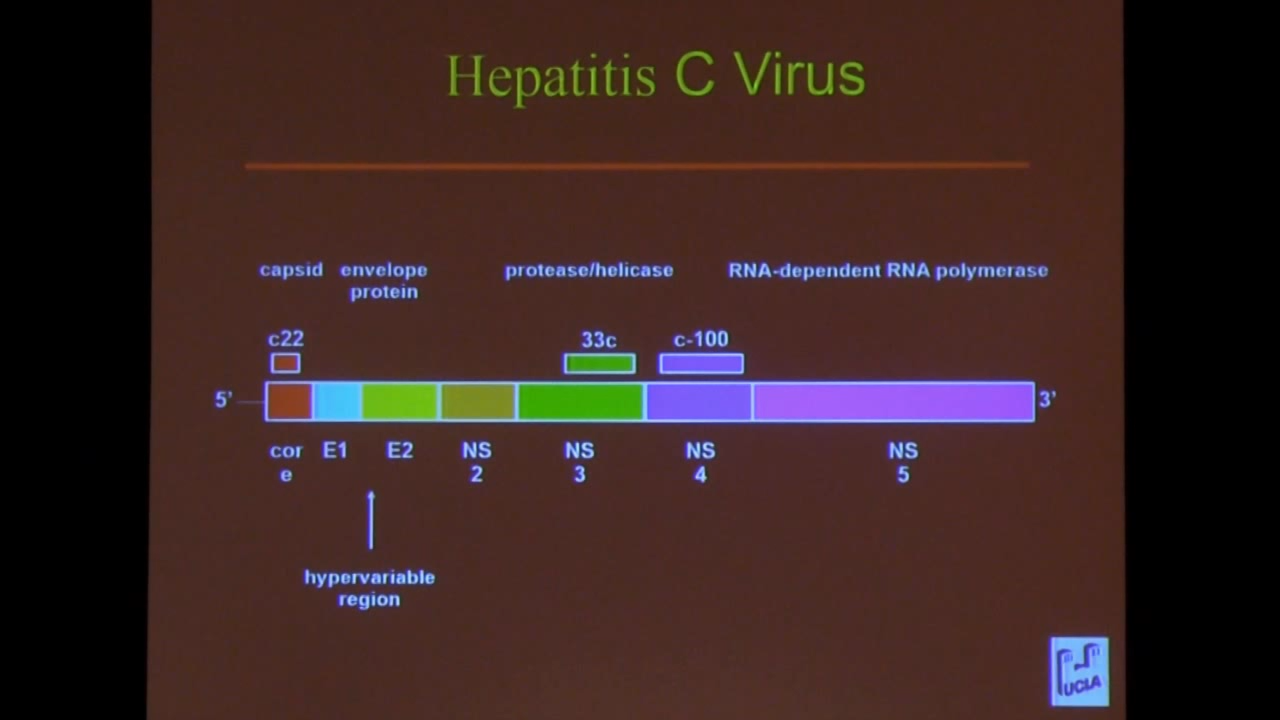 Hepatitis C Virus
capsid
envelope
protein
protease/helicase
RNA-dependent RNA polymerase
c22
33c
c-100
5’
3’
cor
e
E1
E2
NS
2
NS
3
NS
4
NS
5
hypervariable
region
UCLA